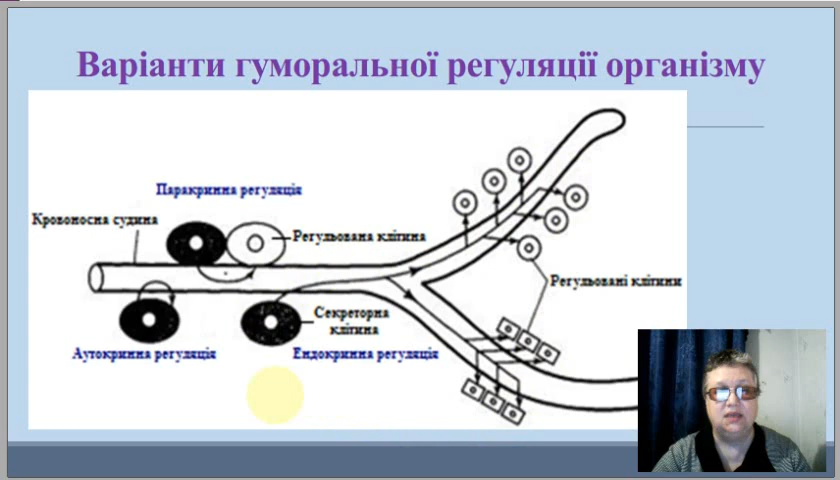 Варіанти гуморальної регуляції організму
Паракринна регуляція
Кровоносна судина
Регульована клітина
Регульовані клітини
Секреторна
клітина
Аутокринна регуляція
Ендокринна регуляція